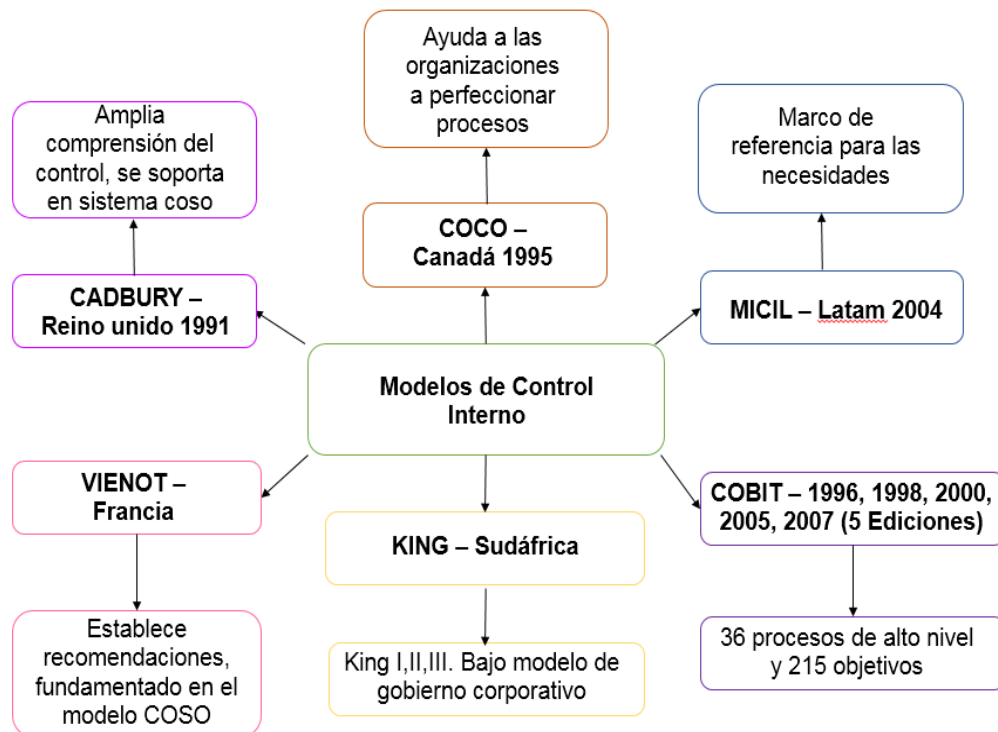 Ayuda a las
organizaciones
a perfeccionar
procesos
Amplia
comprensión del
control, se soporta
en sistema coso
Marco de
referencia para las
necesidades
COCO –
Canadá 1995
CADBURY –
Reino unido 1991
MICIL – Latam 2004
Modelos de Control
Interno
VIENOT –
Francia
KING – Sudáfrica
COBIT – 1996, 1998, 2000,
2005, 2007 (5 Ediciones)
Establece
recomendaciones,
fundamentado en el
modelo COSO
King I,II,III. Bajo modelo de
gobierno corporativo
36 procesos de alto nivel
y 215 objetivos